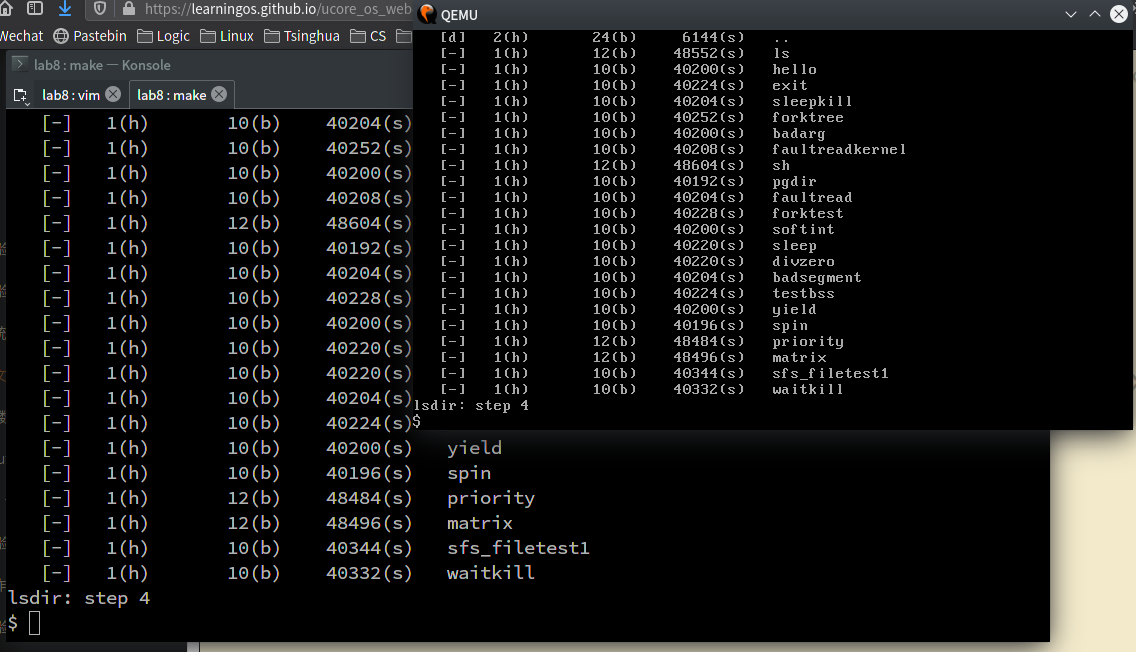 https://learningos.github.io/ucore_os_web
Wechat Pastebin Logic Linux Tsinghua CS
lab8 : make — Konsole
lab8 : vim lab8 : make
[-] 1(h) 10(b) 40204(s)
[-] 1(h) 10(b) 40252(s)
[-] 1(h) 10(b) 40200(s)
[-] 1(h) 10(b) 40208(s)
[-] 1(h) 12(b) 48604(s)
[-] 1(h) 10(b) 40192(s)
[-] 1(h) 10(b) 40204(s)
[-] 1(h) 10(b) 40228(s)
[-] 1(h) 10(b) 40200(s)
[-] 1(h) 10(b) 40220(s)
[-] 1(h) 10(b) 40220(s)
[-] 1(h) 10(b) 40204(s)
[-] 1(h) 10(b) 40224(s)
[-] 1(h) 10(b) 40200(s) yield
[-] 1(h) 10(b) 40196(s) spin
[-] 1(h) 12(b) 48484(s) priority
[-] 1(h) 12(b) 48496(s) matrix
[-] 1(h) 10(b) 40344(s) sfs_filetest1
[-] 1(h) 10(b) 40332(s) waitkill
lsdir: step 4
$
QEMU
[d] 2(h) 24(b) 6144(s) ..
[-] 1(h) 12(b) 48552(s) ls
[-] 1(h) 10(b) 40200(s) hello
[-] 1(h) 10(b) 40224(s) exit
[-] 1(h) 10(b) 40204(s) sleepkill
[-] 1(h) 10(b) 40252(s) forktree
[-] 1(h) 10(b) 40200(s) badarg
[-] 1(h) 10(b) 40208(s) faultreadkernel
[-] 1(h) 12(b) 48604(s) sh
[-] 1(h) 10(b) 40192(s) pgdir
[-] 1(h) 10(b) 40204(s) faultread
[-] 1(h) 10(b) 40228(s) forktest
[-] 1(h) 10(b) 40200(s) softint
[-] 1(h) 10(b) 40220(s) sleep
[-] 1(h) 10(b) 40220(s) divzero
[-] 1(h) 10(b) 40204(s) badsegment
[-] 1(h) 10(b) 40224(s) testbss
[-] 1(h) 10(b) 40200(s) yield
[-] 1(h) 10(b) 40196(s) spin
[-] 1(h) 12(b) 48484(s) priority
[-] 1(h) 12(b) 48496(s) matrix
[-] 1(h) 10(b) 40344(s) sfs_filetest1
[-] 1(h) 10(b) 40332(s) waitkill
lsdir: step 4
$